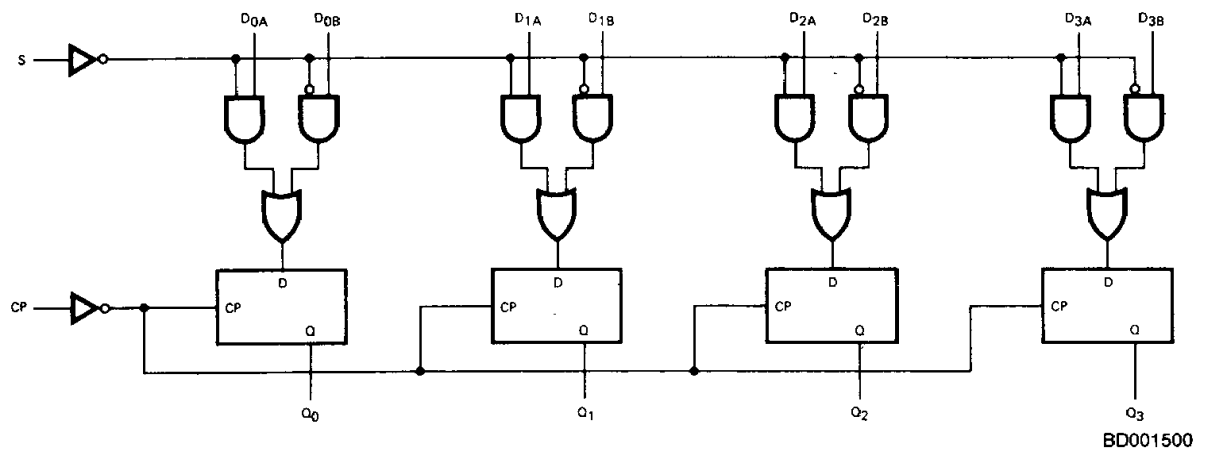 D0A D0B D1A D1B D2A D2B D3A D3B
S
D D D D
CP CP CP CP CP
Q Q Q Q
Q0 Q1 Q2 Q3
BD001500